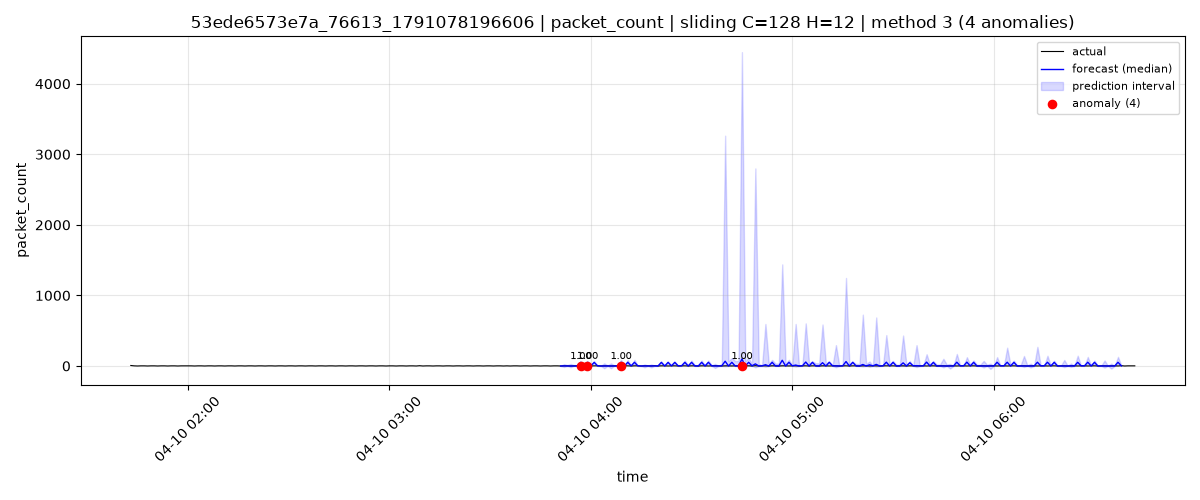 53ede6573e7a_76613_1791078196606 | packet_count | sliding C=128 H=12 | method 3 (4 anomalies)
actual
forecast (median)
prediction interval
anomaly (4)
packet_count
4000
3000
2000
1000
0
1.00
1.00
1.00
04-10 02:00
04-10 03:00
04-10 04:00
04-10 05:00
04-10 06:00
time